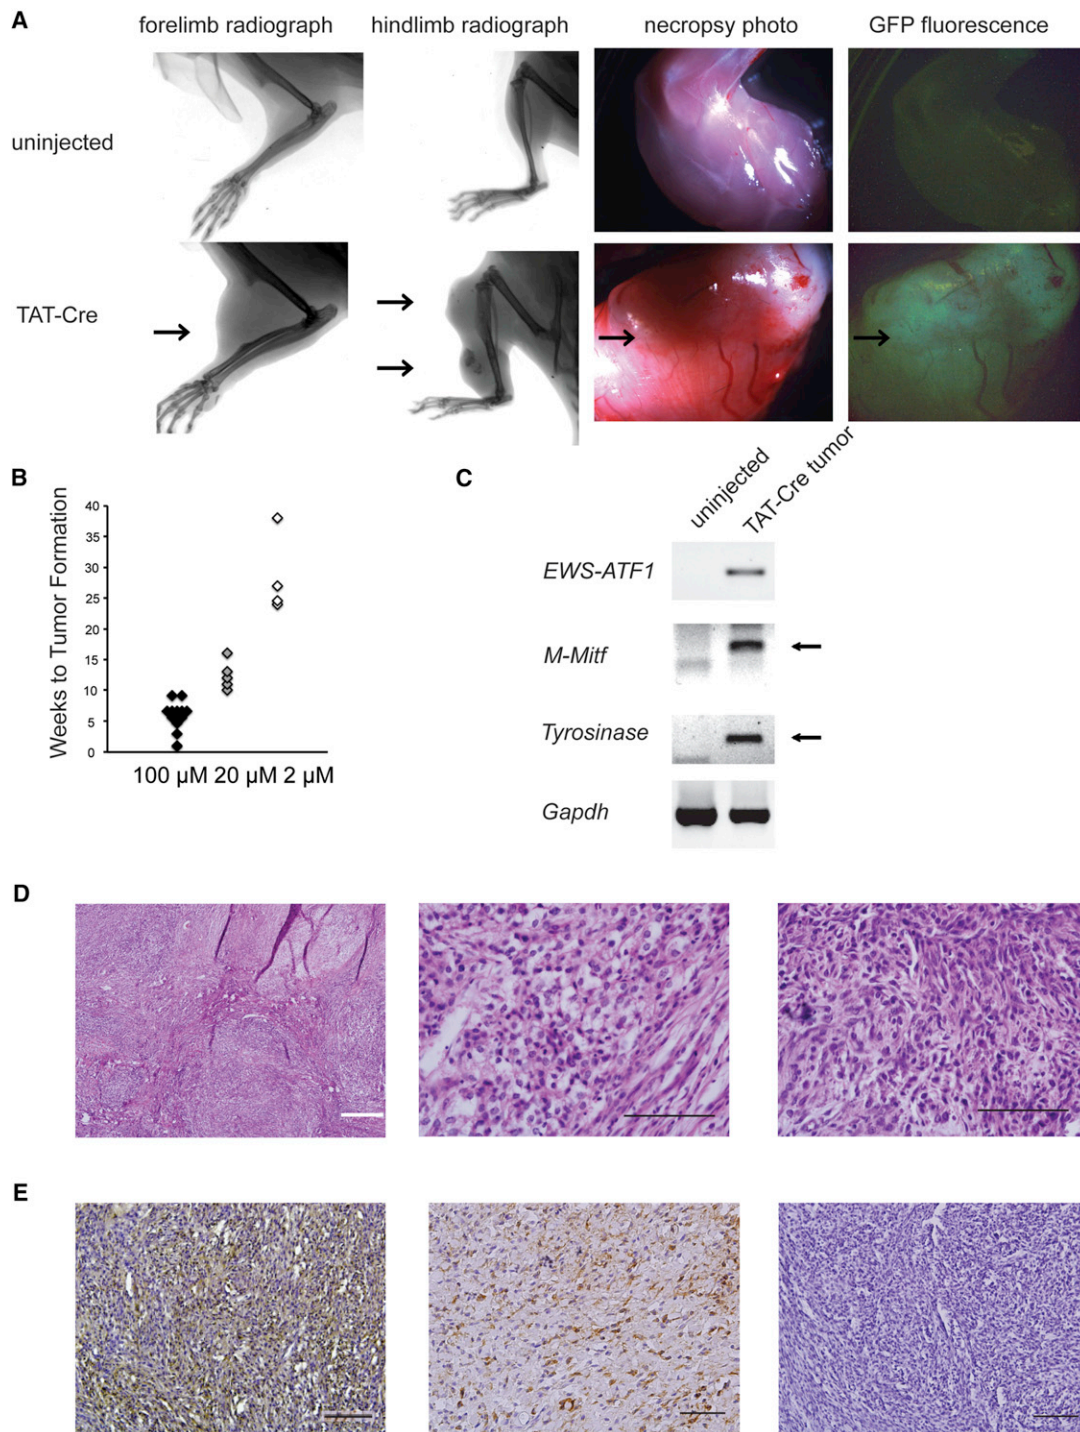 A
forelimb radiograph
hindlimb radiograph
necropsy photo
GFP fluorescence
uninjected
TAT-Cre
B
Weeks to Tumor Formation
40
35
30
25
20
15
10
5
0
100 μM 20 μM 2 μM
C
uninjected
TAT-Cre tumor
EWS-ATF1
M-Mitf
Tyrosinase
Gapdh
D
E